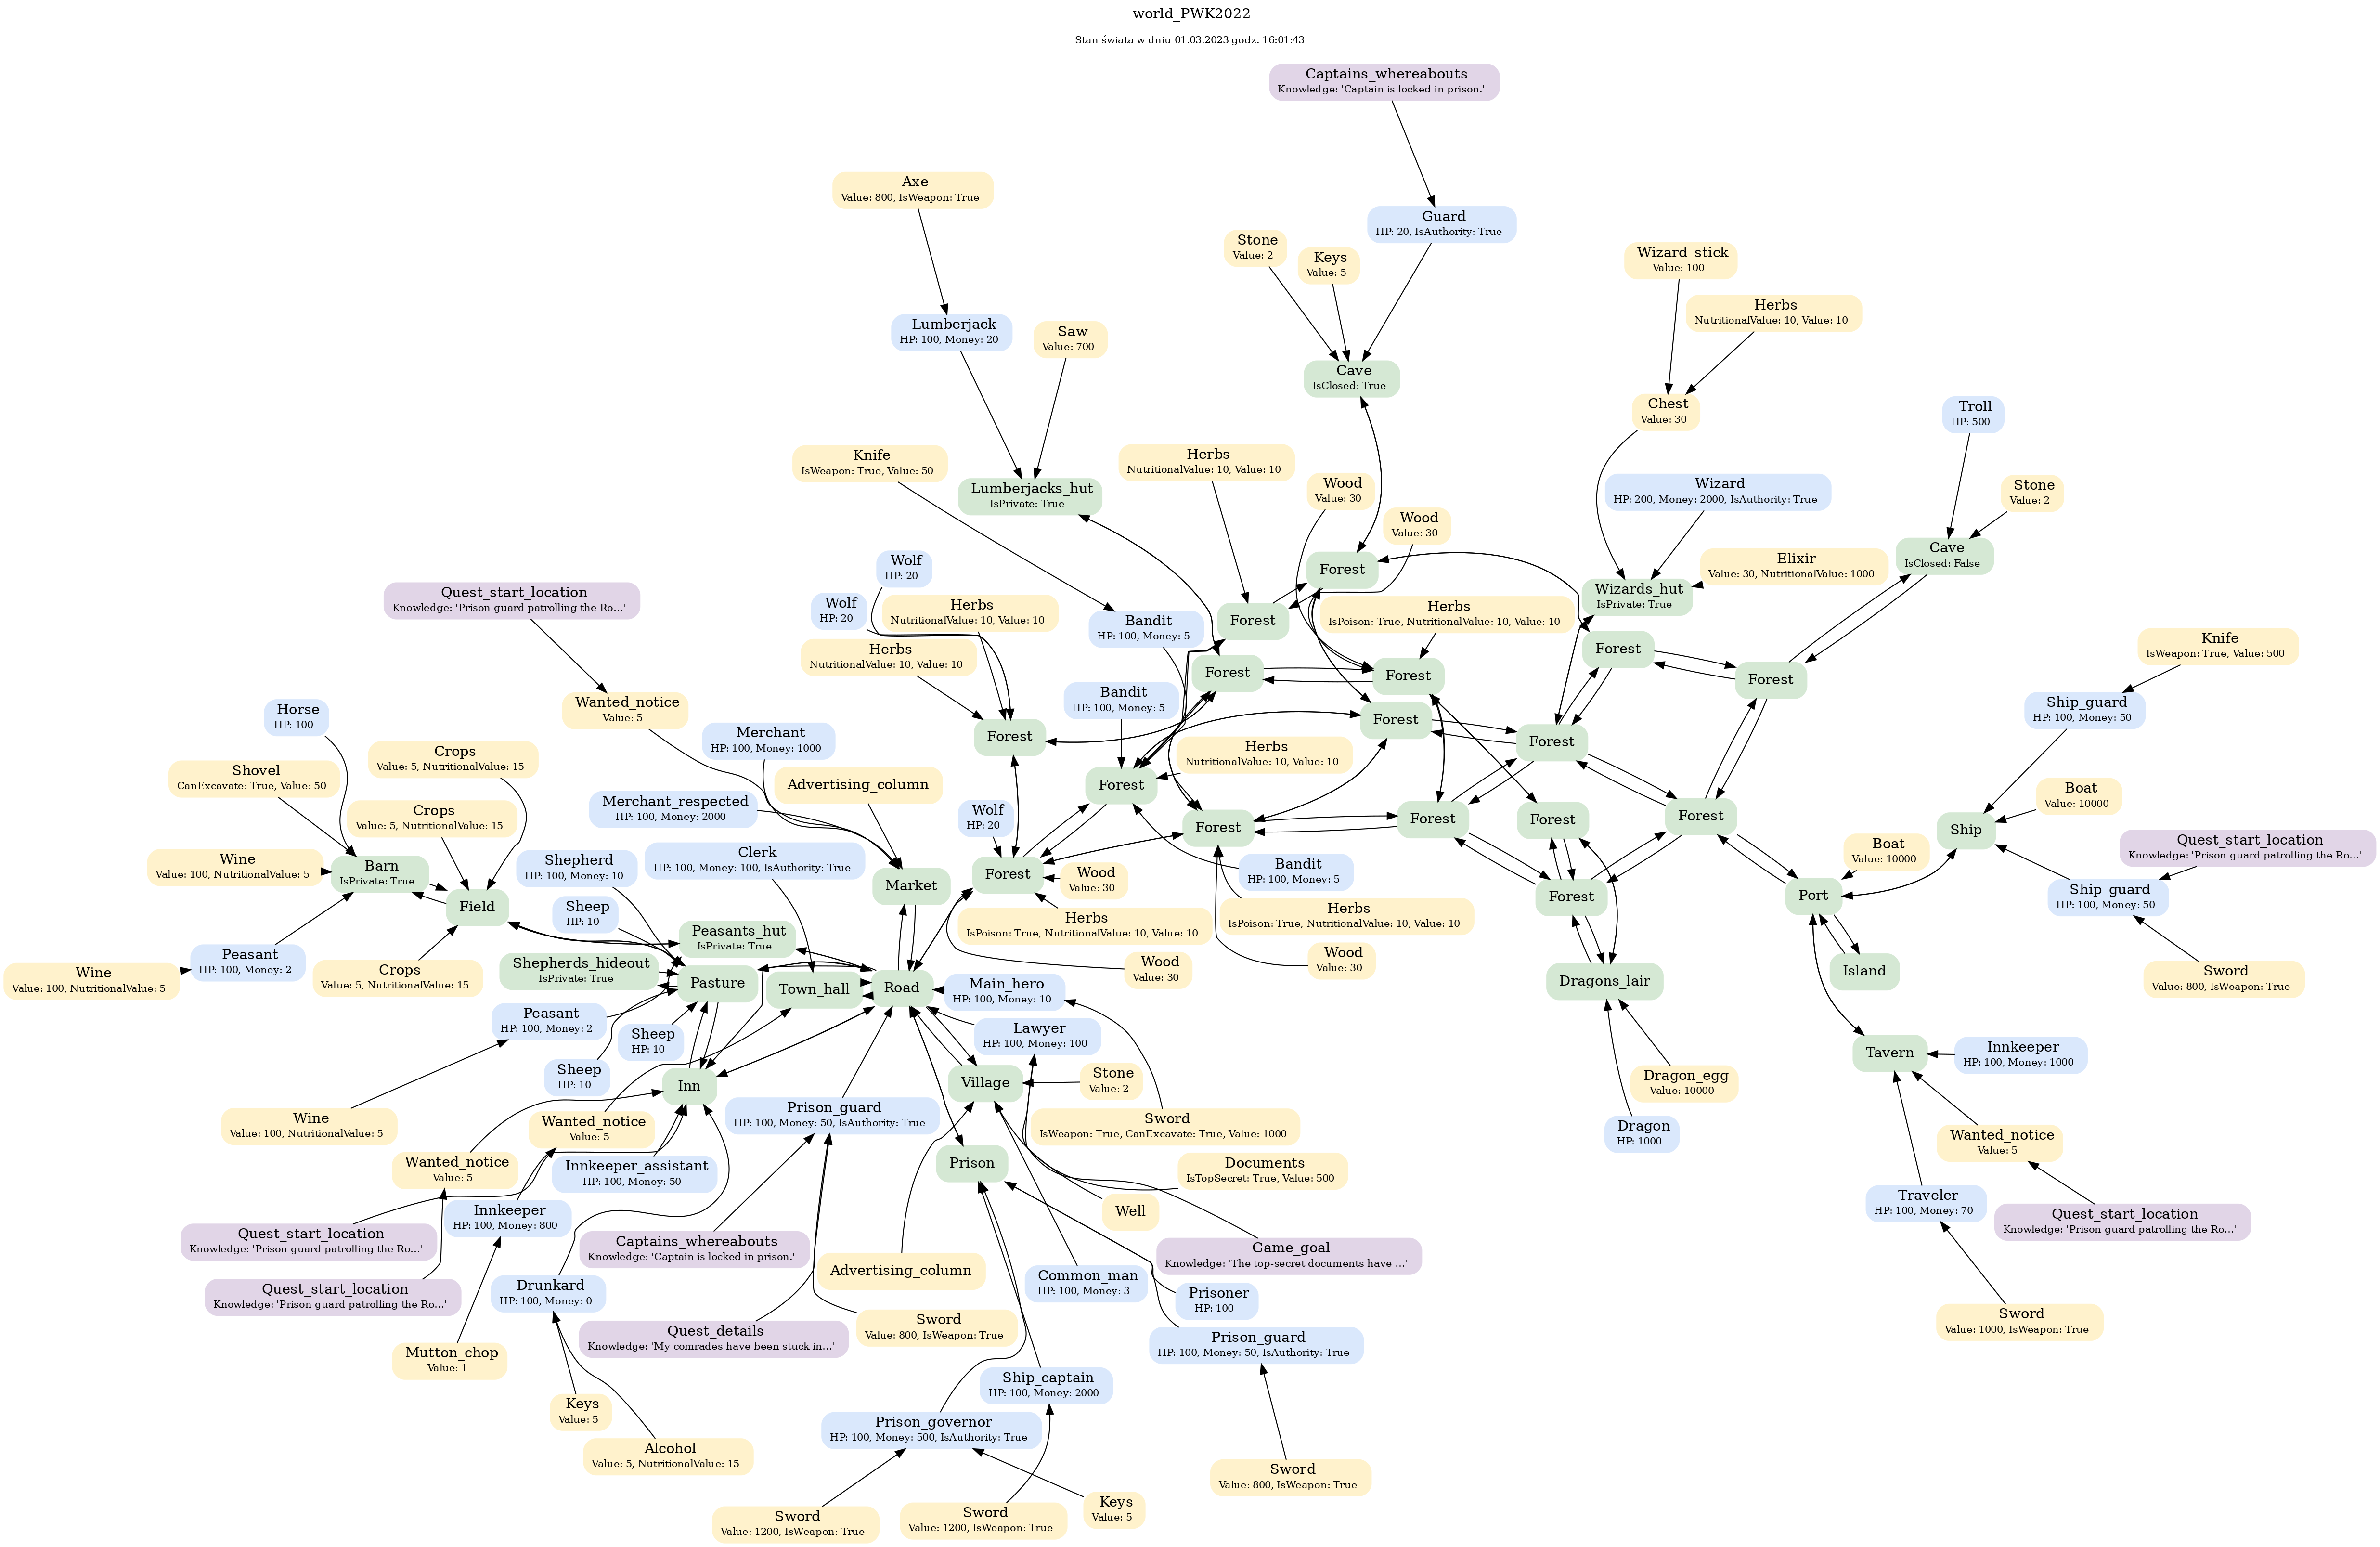 world_PWK2022
Stan świata w dniu 01.03.2023 godz. 16:01:43
Captains_whereabouts
Knowledge: 'Captain is locked in prison.'
Axe
Value: 800, IsWeapon: True
Guard
HP: 20, IsAuthority: True
Stone
Value: 2
Keys
Value: 5
Wizard_stick
Value: 100
Herbs
NutritionalValue: 10, Value: 10
Lumberjack
HP: 100, Money: 20
Saw
Value: 700
Cave
IsClosed: True
Chest
Value: 30
Troll
HP: 500
Knife
IsWeapon: True, Value: 50
Herbs
NutritionalValue: 10, Value: 10
Lumberjacks_hut
IsPrivate: True
Wood
Value: 30
Wizard
HP: 200, Money: 2000, IsAuthority: True
Stone
Value: 2
Wood
Value: 30
Cave
IsClosed: False
Wolf
HP: 20
Forest
Elixir
Value: 30, NutritionalValue: 1000
Quest_start_location
Knowledge: 'Prison guard patrolling the Ro...'
Wizards_hut
IsPrivate: True
Wolf
HP: 20
Herbs
NutritionalValue: 10, Value: 10
Bandit
HP: 100, Money: 5
Forest
Herbs
IsPoison: True, NutritionalValue: 10, Value: 10
Herbs
NutritionalValue: 10, Value: 10
Forest
Knife
IsWeapon: True, Value: 500
Forest
Forest
Forest
Bandit
HP: 100, Money: 5
Horse
HP: 100
Wanted_notice
Value: 5
Ship_guard
HP: 100, Money: 50
Forest
Merchant
HP: 100, Money: 1000
Forest
Forest
Crops
Value: 5, NutritionalValue: 15
Herbs
NutritionalValue: 10, Value: 10
Shovel
CanExcavate: True, Value: 50
Advertising_column
Forest
Boat
Value: 10000
Merchant_respected
HP: 100, Money: 2000
Crops
Value: 5, NutritionalValue: 15
Wolf
HP: 20
Forest
Forest
Forest
Forest
Ship
Boat
Value: 10000
Quest_start_location
Knowledge: 'Prison guard patrolling the Ro...'
Wine
Value: 100, NutritionalValue: 5
Barn
IsPrivate: True
Shepherd
HP: 100, Money: 10
Clerk
HP: 100, Money: 100, IsAuthority: True
Market
Forest
Wood
Value: 30
Bandit
HP: 100, Money: 5
Forest
Port
Ship_guard
HP: 100, Money: 50
Field
Sheep
HP: 10
Herbs
IsPoison: True, NutritionalValue: 10, Value: 10
Herbs
IsPoison: True, NutritionalValue: 10, Value: 10
Peasants_hut
IsPrivate: True
Peasant
HP: 100, Money: 2
Wood
Value: 30
Wood
Value: 30
Wine
Value: 100, NutritionalValue: 5
Crops
Value: 5, NutritionalValue: 15
Shepherds_hideout
IsPrivate: True
Pasture
Town_hall
Road
Main_hero
HP: 100, Money: 10
Dragons_lair
Island
Sword
Value: 800, IsWeapon: True
Peasant
HP: 100, Money: 2
Sheep
HP: 10
Lawyer
HP: 100, Money: 100
Tavern
Innkeeper
HP: 100, Money: 1000
Sheep
HP: 10
Inn
Village
Stone
Value: 2
Dragon_egg
Value: 10000
Wine
Value: 100, NutritionalValue: 5
Wanted_notice
Value: 5
Prison_guard
HP: 100, Money: 50, IsAuthority: True
Sword
IsWeapon: True, CanExcavate: True, Value: 1000
Dragon
HP: 1000
Wanted_notice
Value: 5
Wanted_notice
Value: 5
Innkeeper_assistant
HP: 100, Money: 50
Prison
Documents
IsTopSecret: True, Value: 500
Traveler
HP: 100, Money: 70
Innkeeper
HP: 100, Money: 800
Well
Quest_start_location
Knowledge: 'Prison guard patrolling the Ro...'
Quest_start_location
Knowledge: 'Prison guard patrolling the Ro...'
Captains_whereabouts
Knowledge: 'Captain is locked in prison.'
Game_goal
Knowledge: 'The top-secret documents have ...'
Advertising_column
Common_man
HP: 100, Money: 3
Quest_start_location
Knowledge: 'Prison guard patrolling the Ro...'
Drunkard
HP: 100, Money: 0
Prisoner
HP: 100
Sword
Value: 800, IsWeapon: True
Sword
Value: 1000, IsWeapon: True
Quest_details
Knowledge: 'My comrades have been stuck in...'
Prison_guard
HP: 100, Money: 50, IsAuthority: True
Mutton_chop
Value: 1
Ship_captain
HP: 100, Money: 2000
Keys
Value: 5
Prison_governor
HP: 100, Money: 500, IsAuthority: True
Alcohol
Value: 5, NutritionalValue: 15
Sword
Value: 800, IsWeapon: True
Sword
Value: 1200, IsWeapon: True
Sword
Value: 1200, IsWeapon: True
Keys
Value: 5